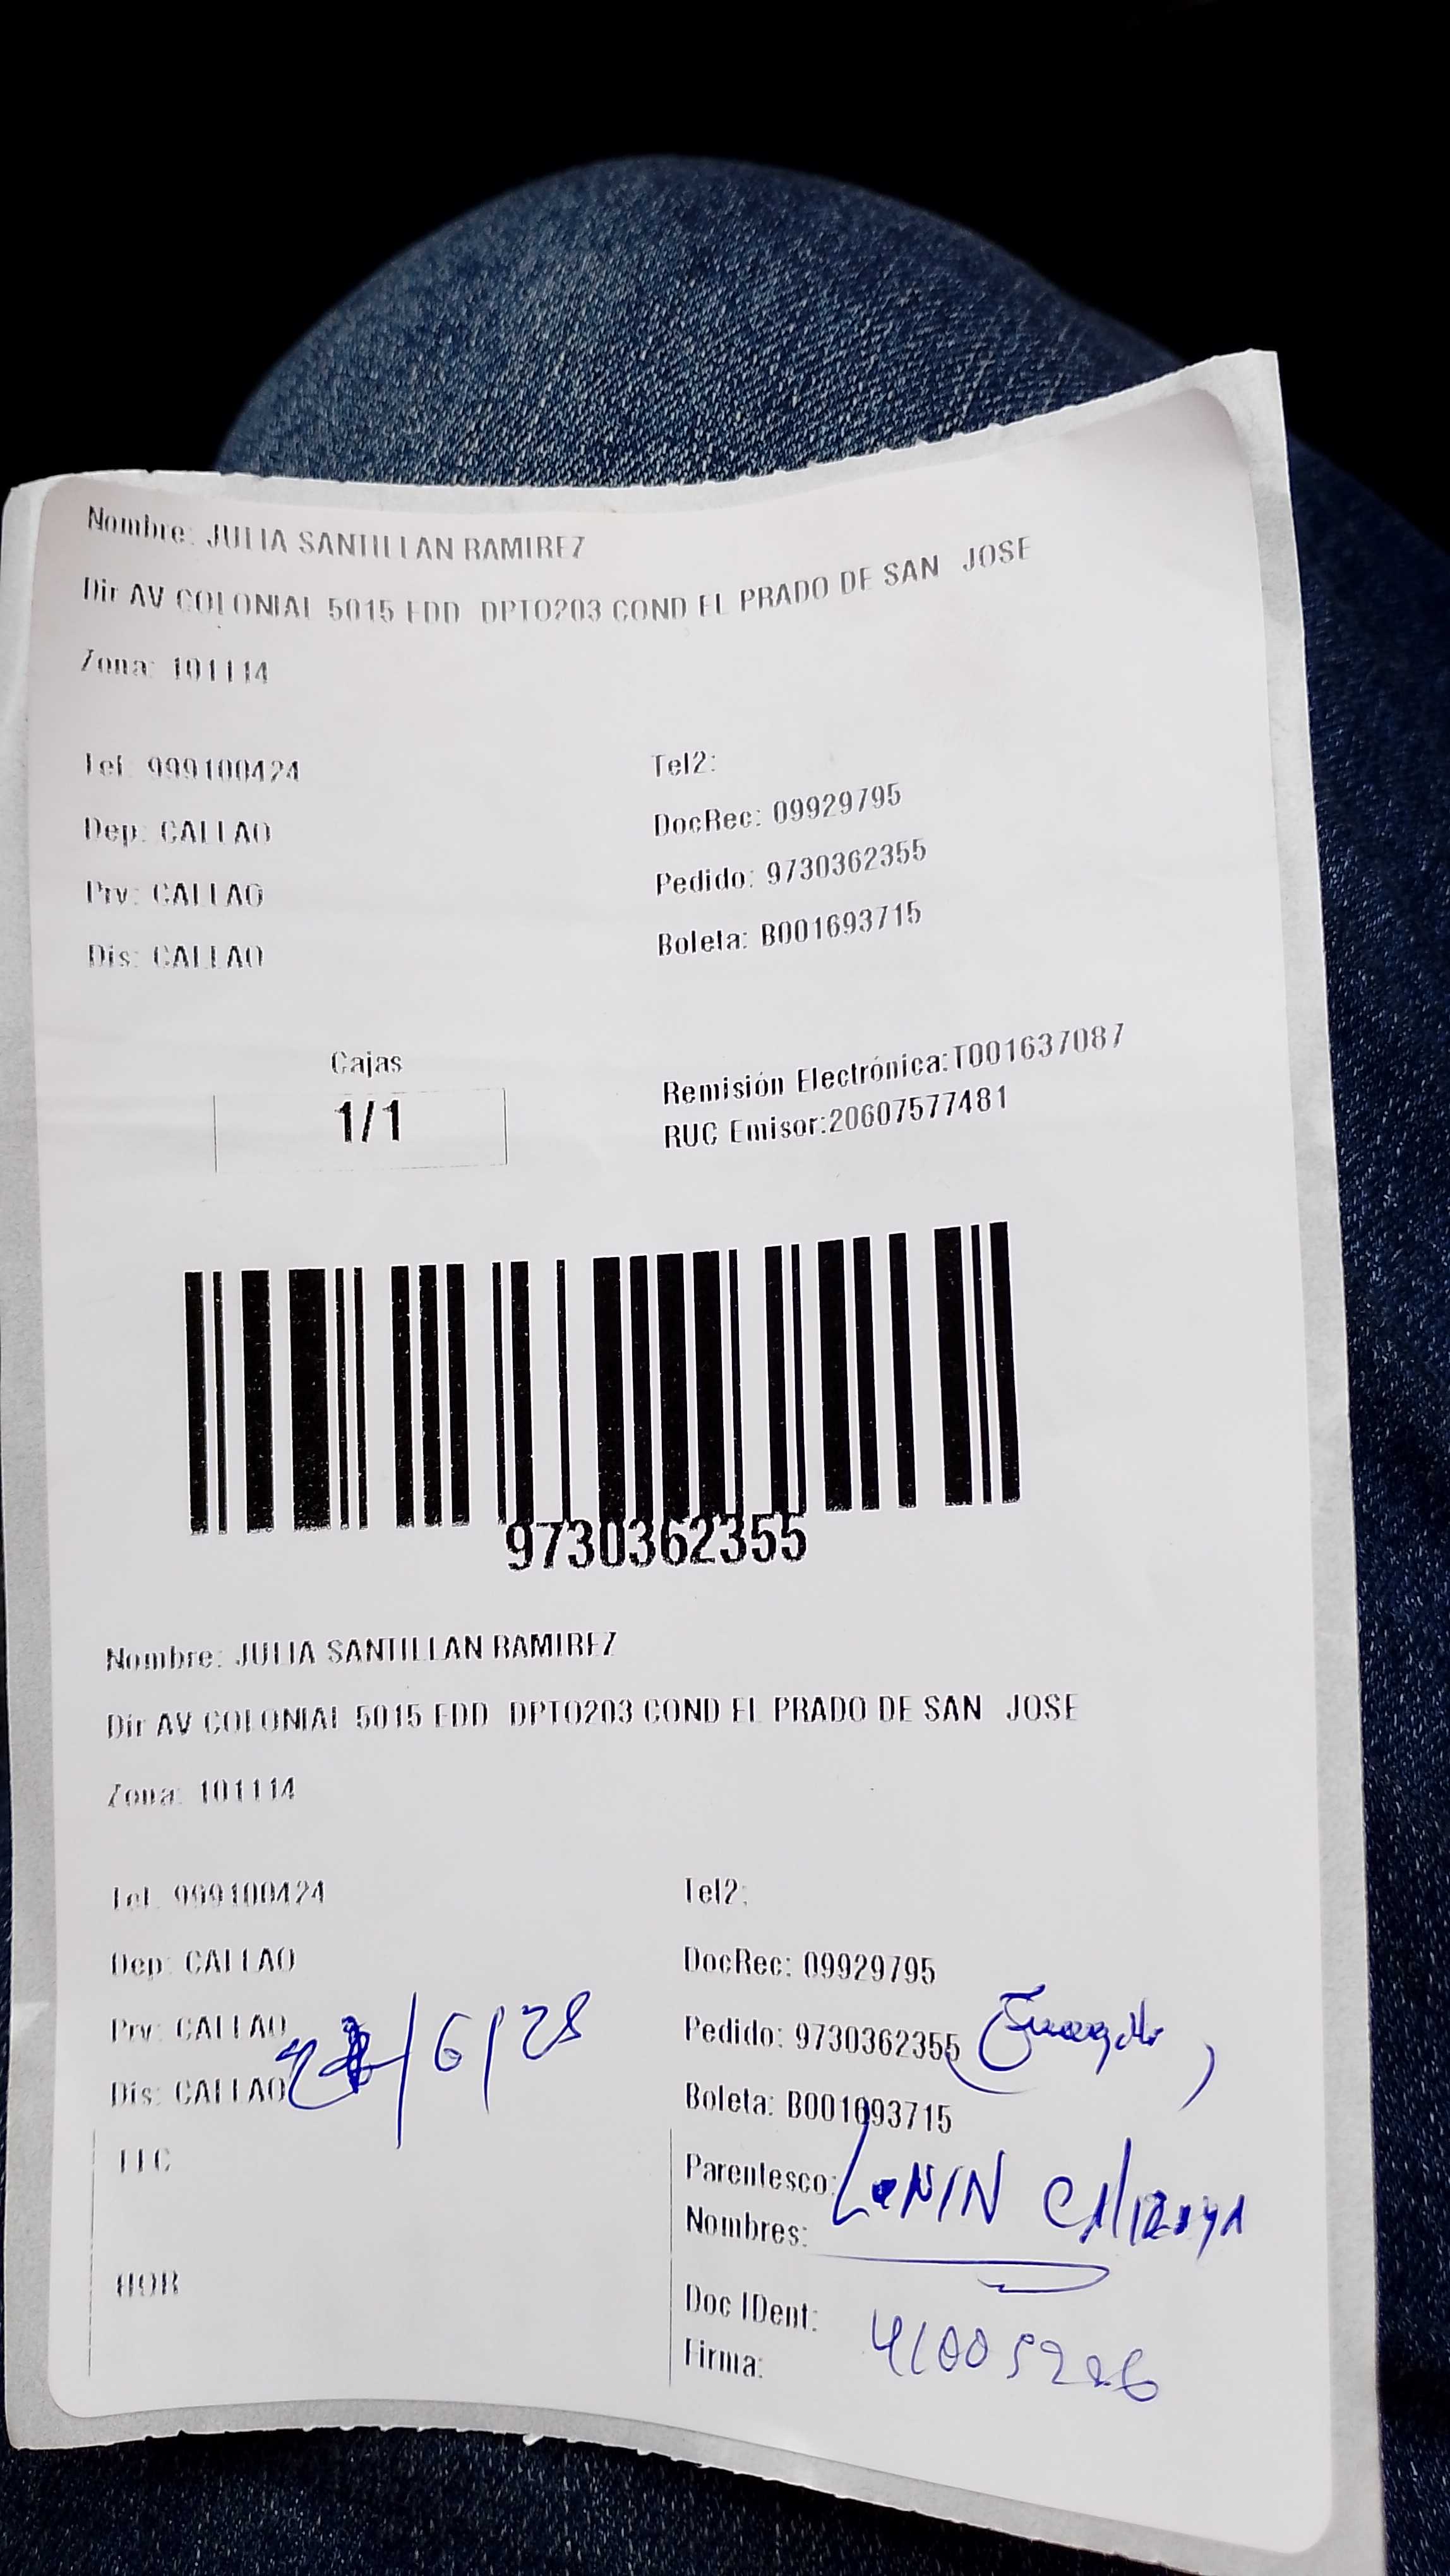 Nombre: JULIA SANTILLAN RAMIREZ
Dir AV COLONIAL 5015 EDD DPTO203 COND EL PRADO DE SAN JOSE
Zona: 101114
Tel: 999100424 Tel2:
Dep: CALLAO DocRec: 09929795
Prv: CALLAO Pedido: 9730362355
Dis: CALLAO Boleta: B001693715
Cajas
1/1
Remisión Electrónica:T001637087
RUC Emisor:20607577481
9730362355
Nombre: JULIA SANTILLAN RAMIREZ
Dir AV COLONIAL 5015 EDD DPTO203 COND EL PRADO DE SAN JOSE
Zona: 101114
Tel: 999100424 Tel2:
Dep: CALLAO DocRec: 09929795
Prv: CALLAO Pedido: 9730362355
Dis: CALLAO Boleta: B001693715
Parentesco:
Nombres: LENIN
HOR
Doc IDent:
Firma: